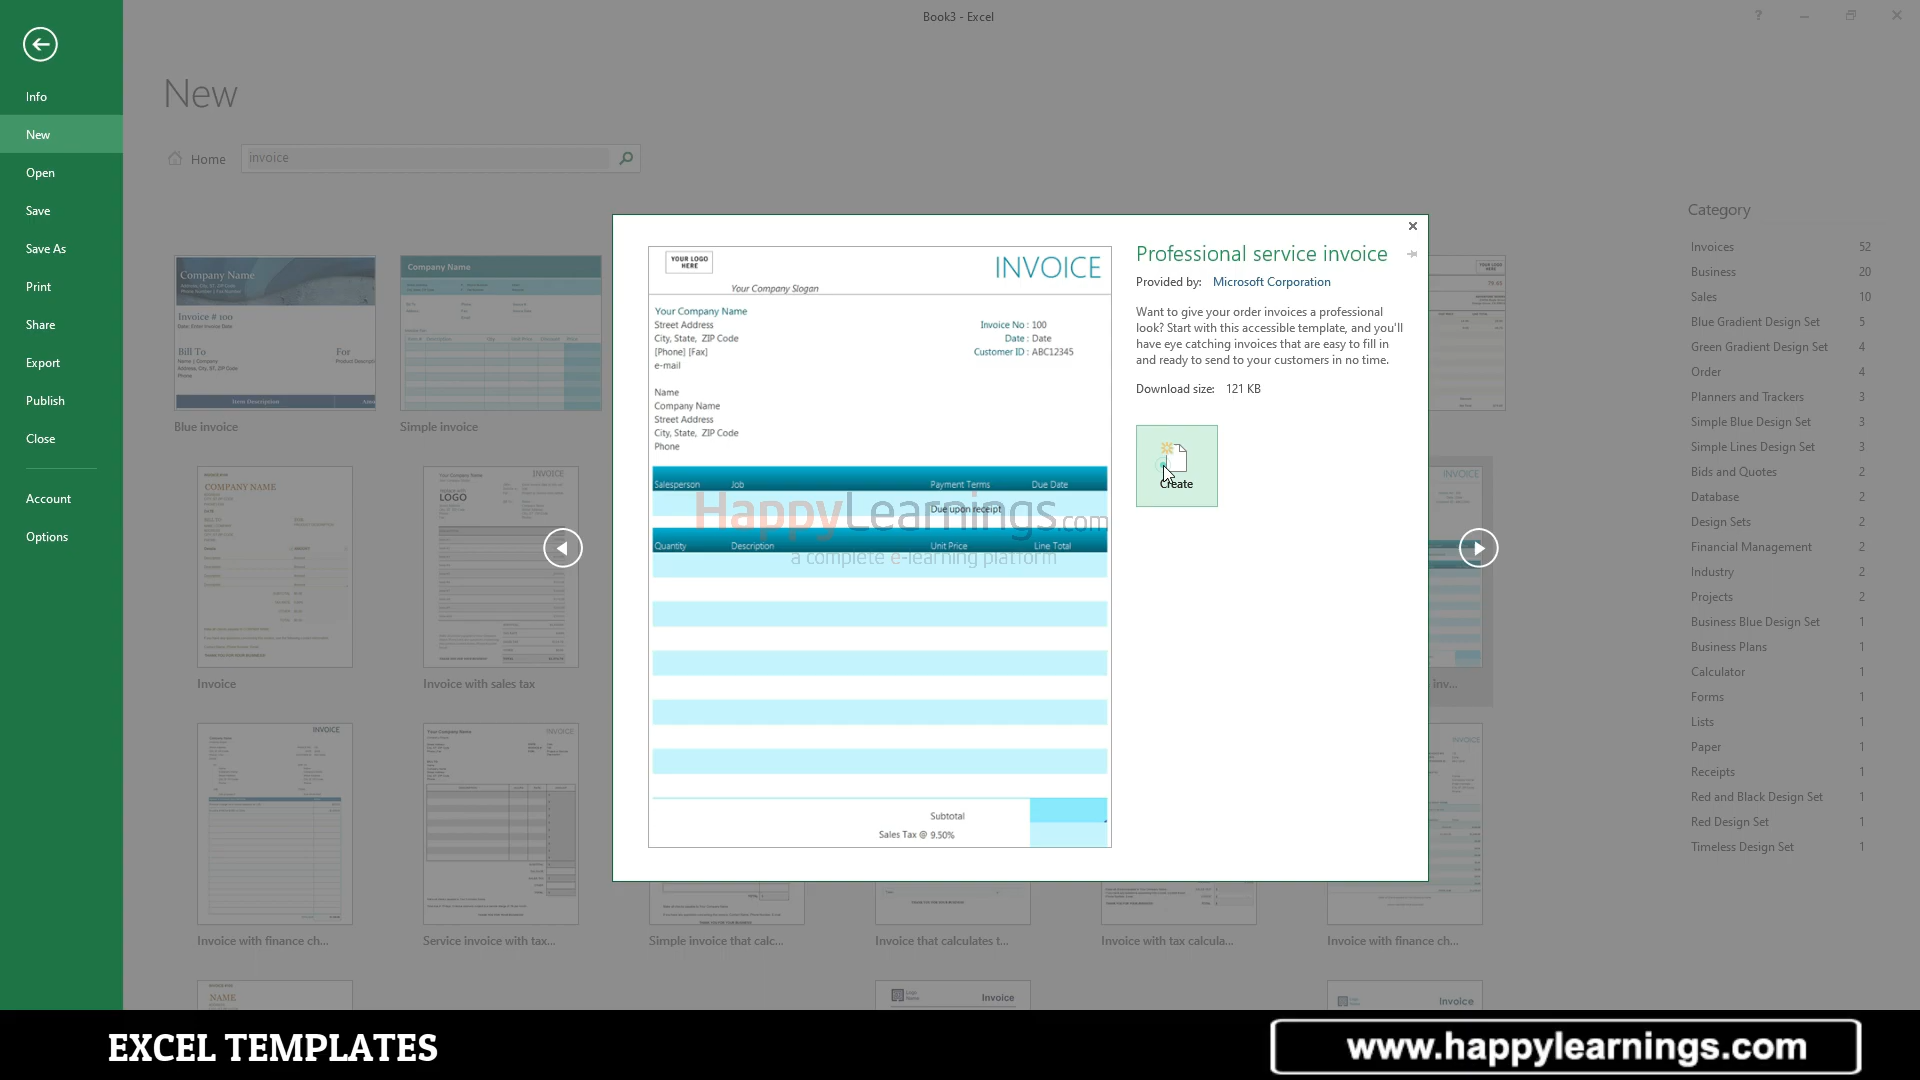 Book3 - Excel
Info
New
Open
Save
Save As
Print
Share
Export
Publish
Close
Account
Options
New
Home
invoice
Company Name
Invoice # 100
Bill To
For
Blue invoice
Company Name
Simple invoice
COMPANY NAME
Invoice
INVOICE
LOGO
Invoice with sales tax
INVOICE
Invoice with finance ch...
INVOICE
Service invoice with tax...
Simple invoice that calc...
Invoice that calculates t...
Invoice with tax calcula...
INVOICE
Invoice with finance ch...
inv...
NAME
Invoice
Invoice
YOUR LOGO
HERE
INVOICE
Your Company Slogan
Your Company Name
Street Address
City, State, ZIP Code
[Phone] [Fax]
e-mail
Invoice No : 100
Date : Date
Customer ID : ABC12345
Name
Company Name
Street Address
City, State, ZIP Code
Phone
Salesperson Job Payment Terms Due Date
Due upon receipt
HappyLearnings.com
Quantity Description Unit Price Line Total
a complete e-learning platform
Subtotal
Sales Tax @ 9.50%
Professional service invoice
Provided by: Microsoft Corporation
Want to give your order invoices a professional
look? Start with this accessible template, and you'll
have eye catching invoices that are easy to fill in
and ready to send to your customers in no time.
Download size: 121 KB
Create
Category
Invoices 52
Business 20
Sales 10
Blue Gradient Design Set 5
Green Gradient Design Set 4
Order 4
Planners and Trackers 3
Simple Blue Design Set 3
Simple Lines Design Set 3
Bids and Quotes 2
Database 2
Design Sets 2
Financial Management 2
Industry 2
Projects 2
Business Blue Design Set 1
Business Plans 1
Calculator 1
Forms 1
Lists 1
Paper 1
Receipts 1
Red and Black Design Set 1
Red Design Set 1
Timeless Design Set 1
EXCEL TEMPLATES
www.happylearnings.com